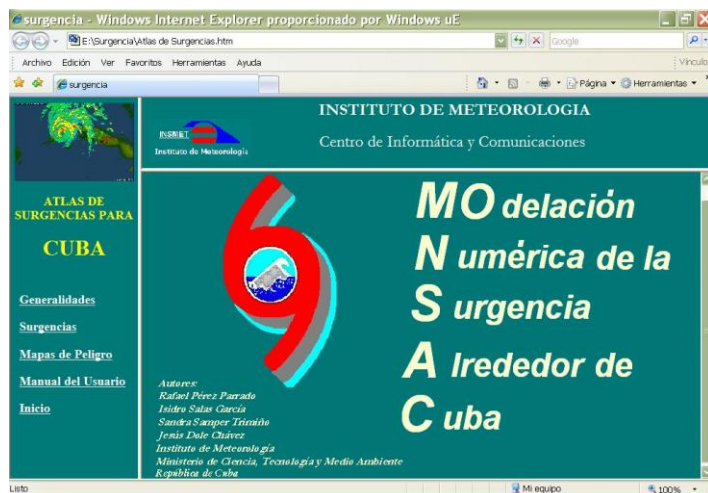 surgencia - Windows Internet Explorer proporcionado por Windows uE
E:\Surgencia\Atlas de Surgencias.htm
Google
Archivo Edición Ver Favoritos Herramientas Ayuda
Vínculo
surgencia
Página
Herramientas
INSTITUTO DE METEOROLOGIA
Centro de Informática y Comunicaciones
INSMET
Instituto de Meteorología
ATLAS DE
SURGENCIAS PARA
CUBA
Generalidades
Surgencias
Mapas de Peligro
Manual del Usuario
Inicio
MO delación
N umérica de la
S urgencia
A lrededor de
C uba
Autores:
Rafael Pérez Parrado
Isidro Salas García
Sandra Samper Trimiño
Jesús Dole Chávez
Instituto de Meteorología
Ministerio de Ciencia, Tecnología y Medio Ambiente
República de Cuba
Listo
Mi equipo
100%